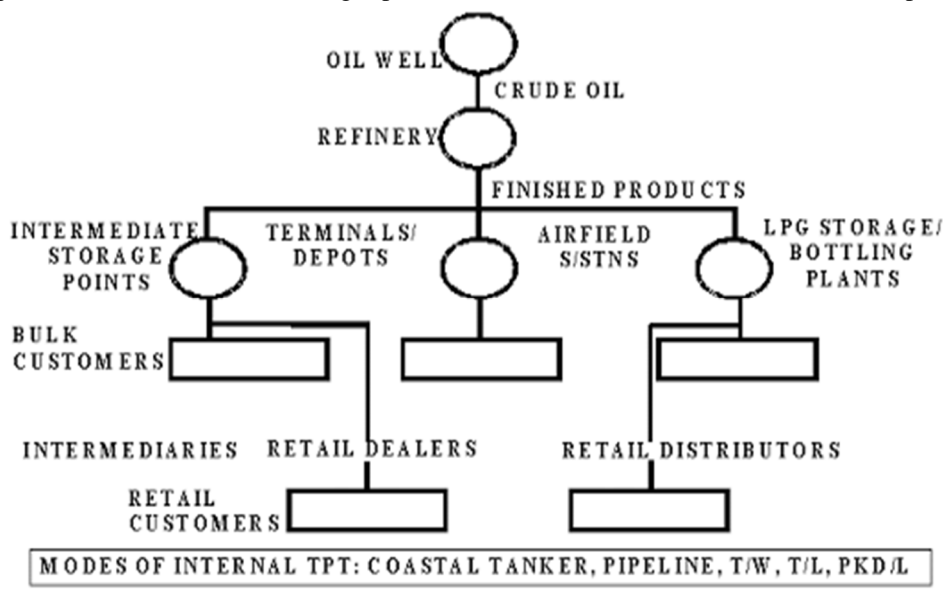 OIL WELL
CRUDE OIL
REFINERY
FINISHED PRODUCTS
INTERMEDIATE
STORAGE
POINTS
TERMINALS/
DEPOTS
AIRFIELD
S/STNS
LPG STORAGE/
BOTTLING
PLANTS
BULK
CUSTOMERS
INTERMEDIARIES
RETAIL DEALERS
RETAIL DISTRIBUTORS
RETAIL
CUSTOMERS
MODES OF INTERNAL TPT: COASTAL TANKER, PIPELINE, T/W, T/L, PKD/L